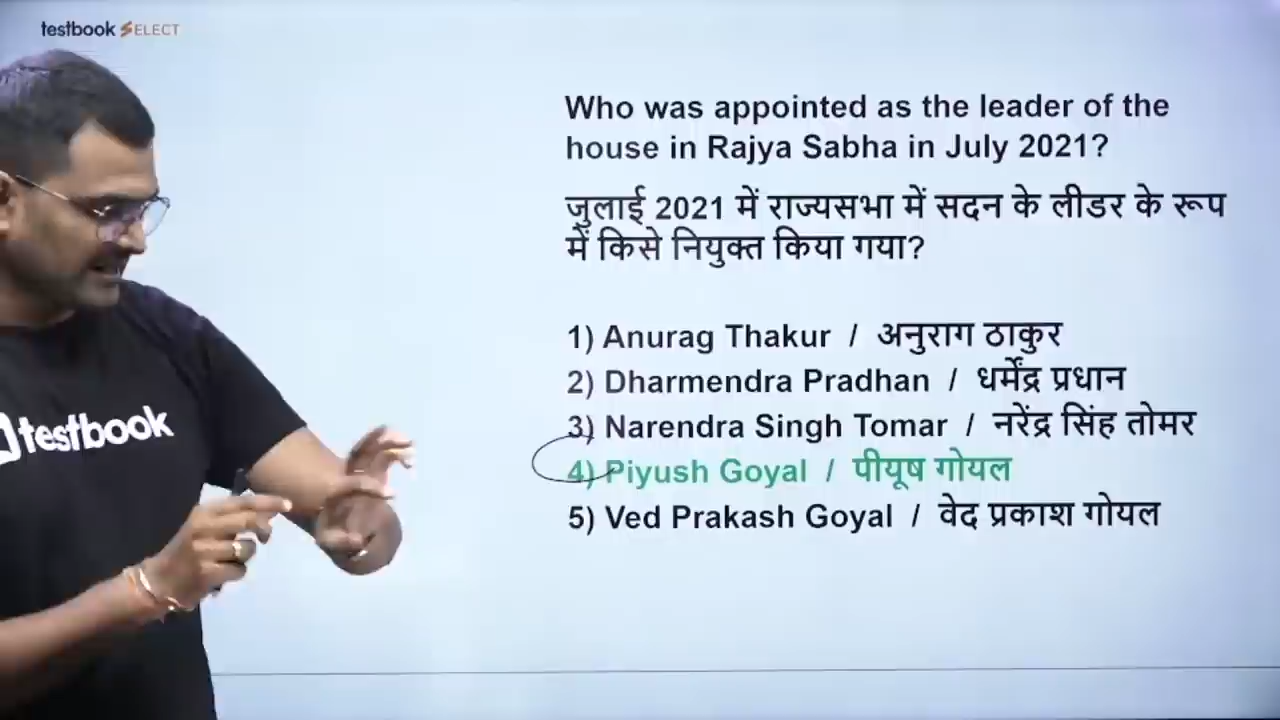 testbook SELECT
Who was appointed as the leader of the
house in Rajya Sabha in July 2021?
जुलाई 2021 में राज्यसभा में सदन के लीडर के रूप
में किसे नियुक्त किया गया?
1) Anurag Thakur / अनुराग ठाकुर
2) Dharmendra Pradhan / धर्मेंद्र प्रधान
3) Narendra Singh Tomar / नरेंद्र सिंह तोमर
4) Piyush Goyal / पीयूष गोयल
5) Ved Prakash Goyal / वेद प्रकाश गोयल
testbook